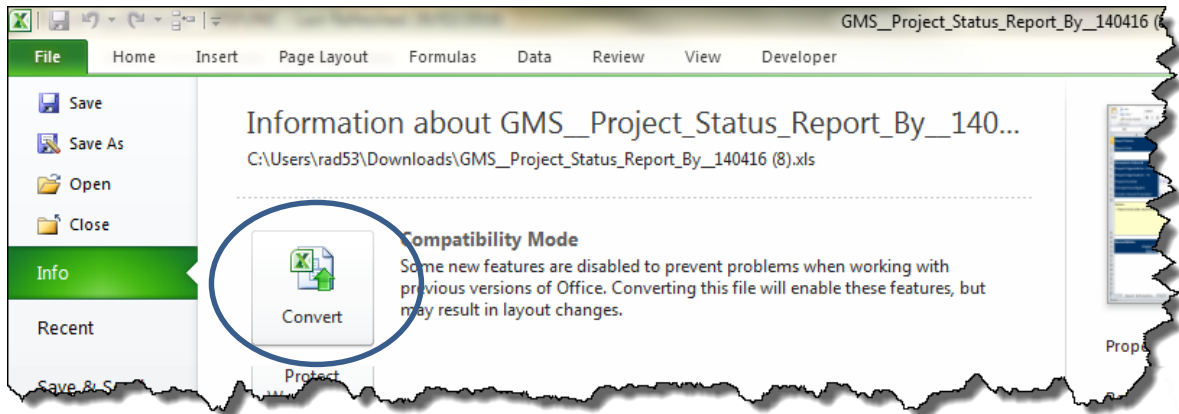 GMS__Project_Status_Report_By__140416 (
File Home Insert Page Layout Formulas Data Review View Developer
Save
Save As
Open
Close
Info
Recent
Save &
Information about GMS__Project_Status_Report_By__140...
C:\Users\rad53\Downloads\GMS__Project_Status_Report_By__140416 (8).xls
Convert
Compatibility Mode
Some new features are disabled to prevent problems when working with
previous versions of Office. Converting this file will enable these features, but
may result in layout changes.
Protect
Prope